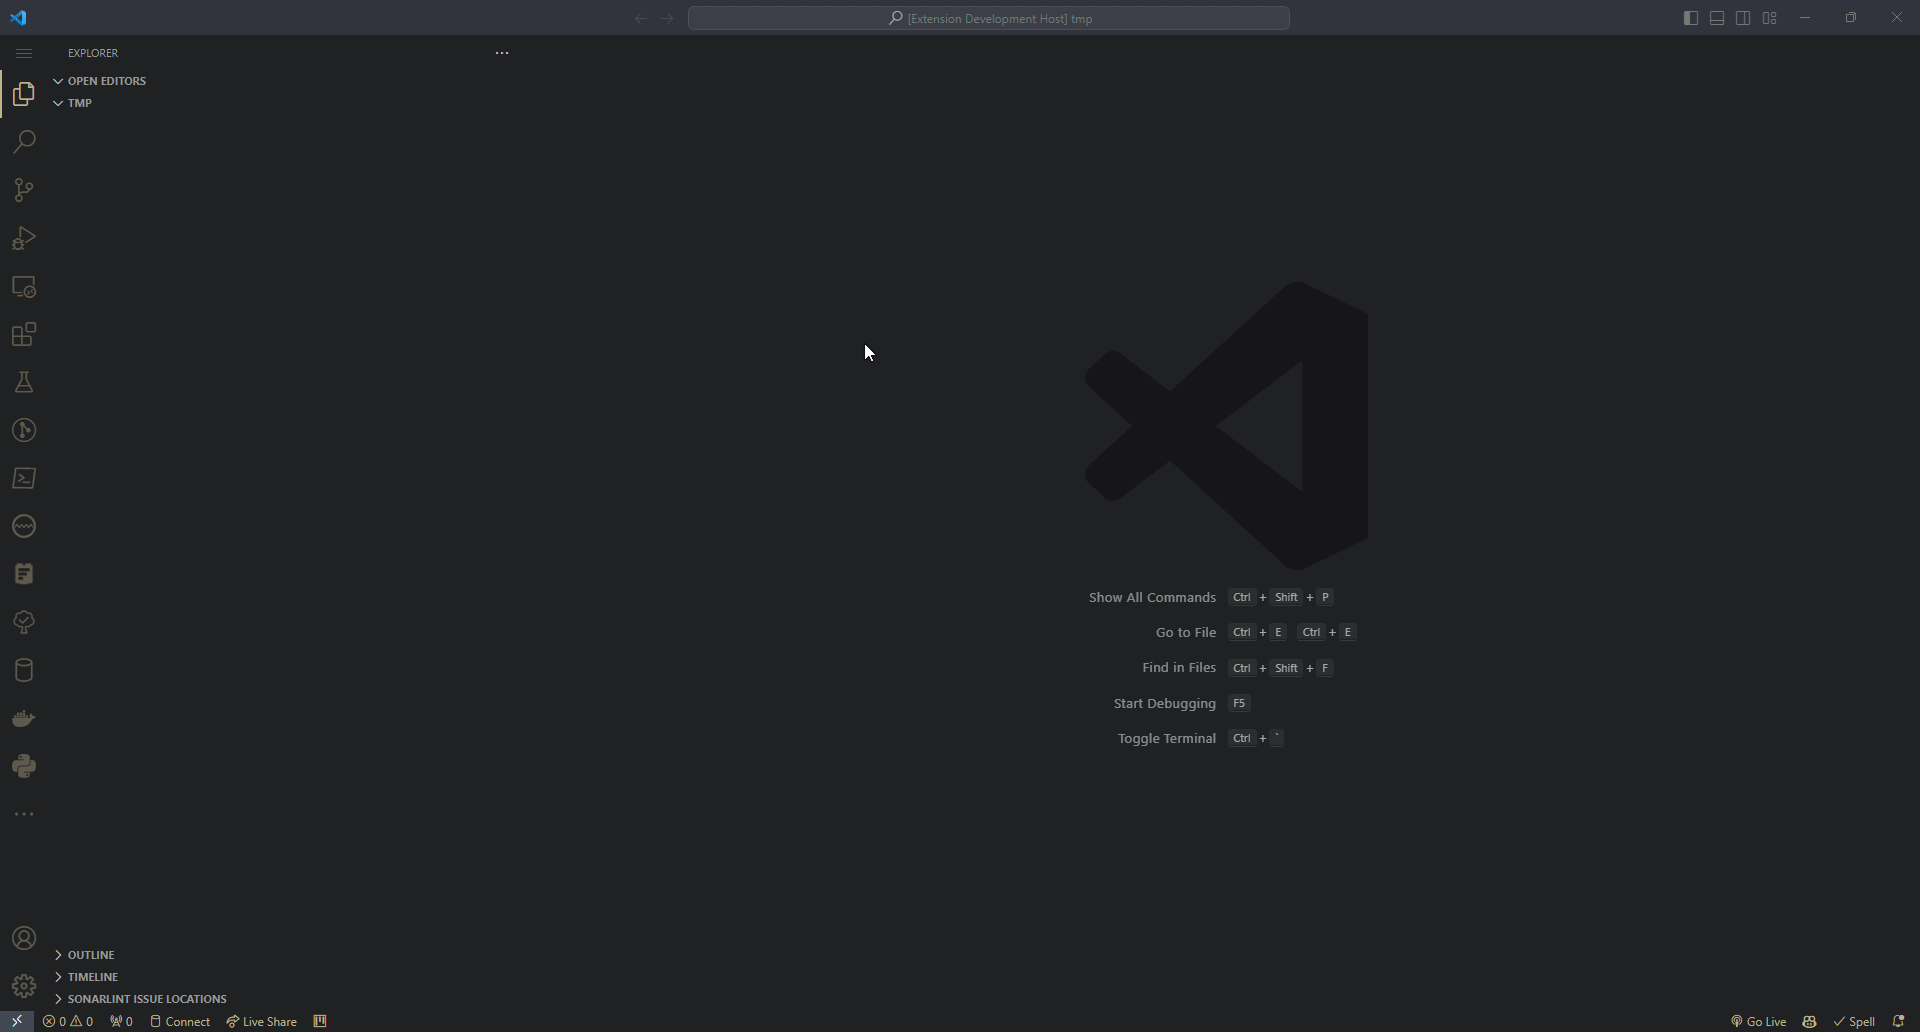 [Extension Development Host] tmp
EXPLORER
OPEN EDITORS
TMP
Show All Commands Ctrl + Shift + P
Go to File Ctrl + E Ctrl + E
Find in Files Ctrl + Shift + F
Start Debugging F5
Toggle Terminal Ctrl + `
OUTLINE
TIMELINE
SONARLINT ISSUE LOCATIONS
0 0 0 Connect Live Share Go Live Spell